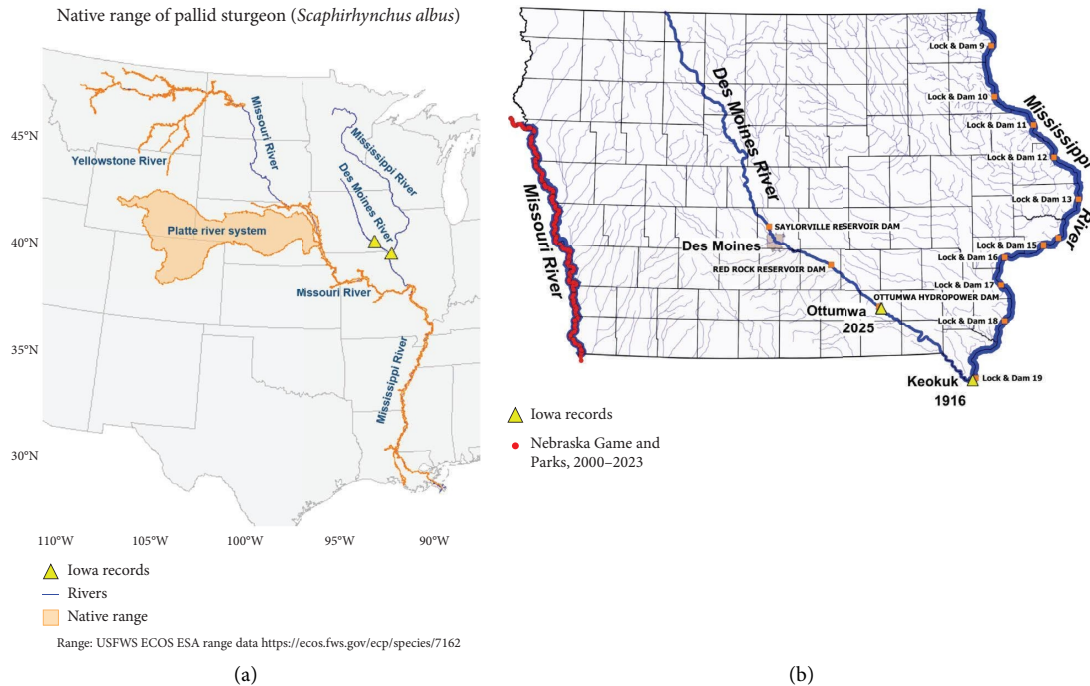 Native range of pallid sturgeon (Scaphirhynchus albus)
45°N
40°N
35°N
30°N
110°W
105°W
100°W
95°W
90°W
Missouri River
Yellowstone River
Mississippi River
Des Moines River
Platte river system
Missouri River
Mississippi River
Iowa records
Rivers
Native range
Range: USFWS ECOS ESA range data https://ecos.fws.gov/ecp/species/7162
(a)
Lock & Dam 9
Lock & Dam 10
Lock & Dam 11
Lock & Dam 12
Lock & Dam 13
Lock & Dam 15
Lock & Dam 16
Lock & Dam 17
Lock & Dam 18
Lock & Dam 19
Mississippi
River
Des Moines River
Missouri River
SAYLORVILLE RESERVOIR DAM
Des Moines
RED ROCK RESERVOIR DAM
OTTUMWA HYDROPOWER DAM
Ottumwa
2025
Keokuk
1916
Iowa records
Nebraska Game and
Parks, 2000–2023
(b)